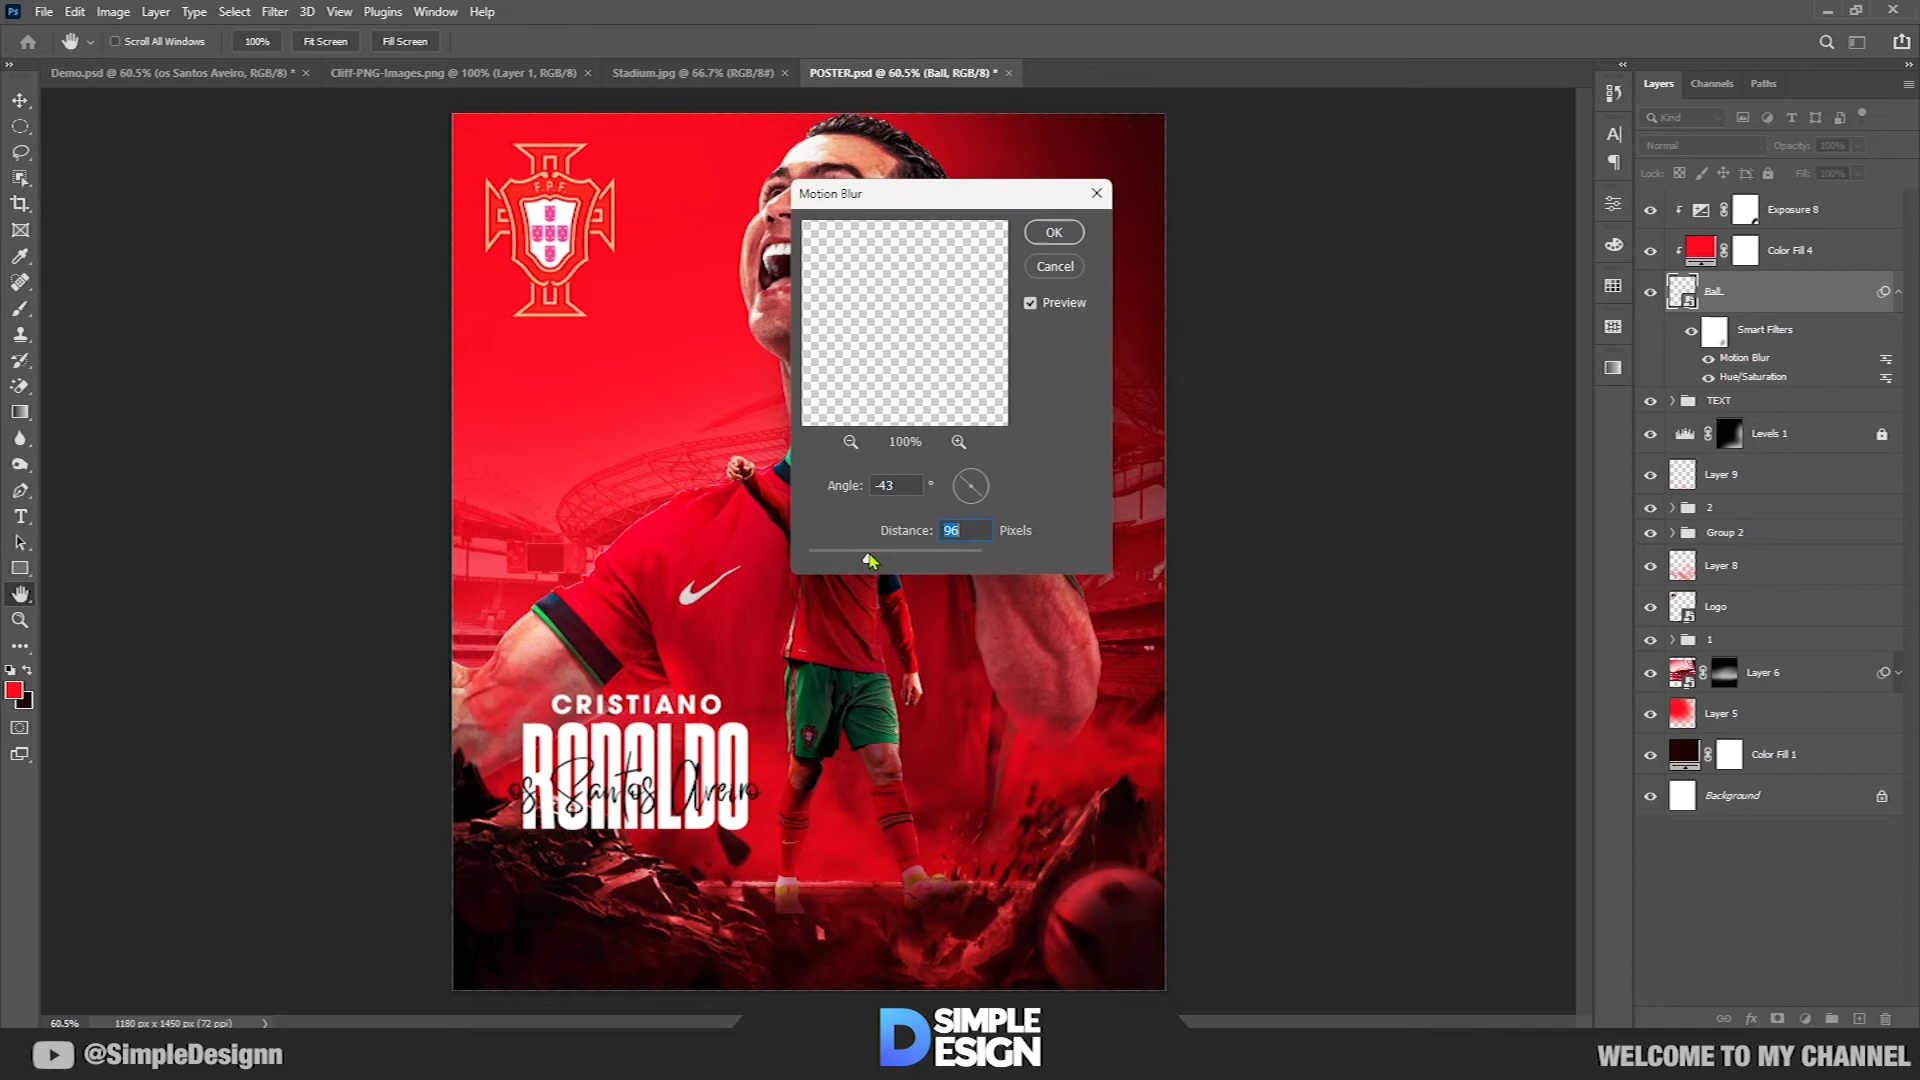 Ps File Edit Image Layer Type Select Filter 3D View Plugins Window Help
Scroll All Windows 100% Fit Screen Fill Screen
Demo.psd @ 60.5% (os Santos Aveiro, RGB/8) * ×
Cliff-PNG-Images.png @ 100% (Layer 1, RGB/8) ×
Stadium.jpg @ 66.7% (RGB/8#) ×
POSTER.psd @ 60.5% (Ball, RGB/8) * ×
F.P.F.
Motion Blur
OK
Cancel
Preview
100%
Angle: -43 °
Distance: 96 Pixels
CRISTIANO
RONALDO
os Santos Aveiro
Layers Channels Paths
Kind
Normal Opacity: 100%
Lock: Fill: 100%
Exposure 8
Color Fill 4
Ball
Smart Filters
Motion Blur
Hue/Saturation
TEXT
Levels 1
Layer 9
2
Group 2
Layer 8
Logo
1
Layer 6
Layer 5
Color Fill 1
Background
60.5% 1180 px x 1450 px (72 ppi)
@SimpleDesignn
D SIMPLE
ESIGN
WELCOME TO MY CHANNEL